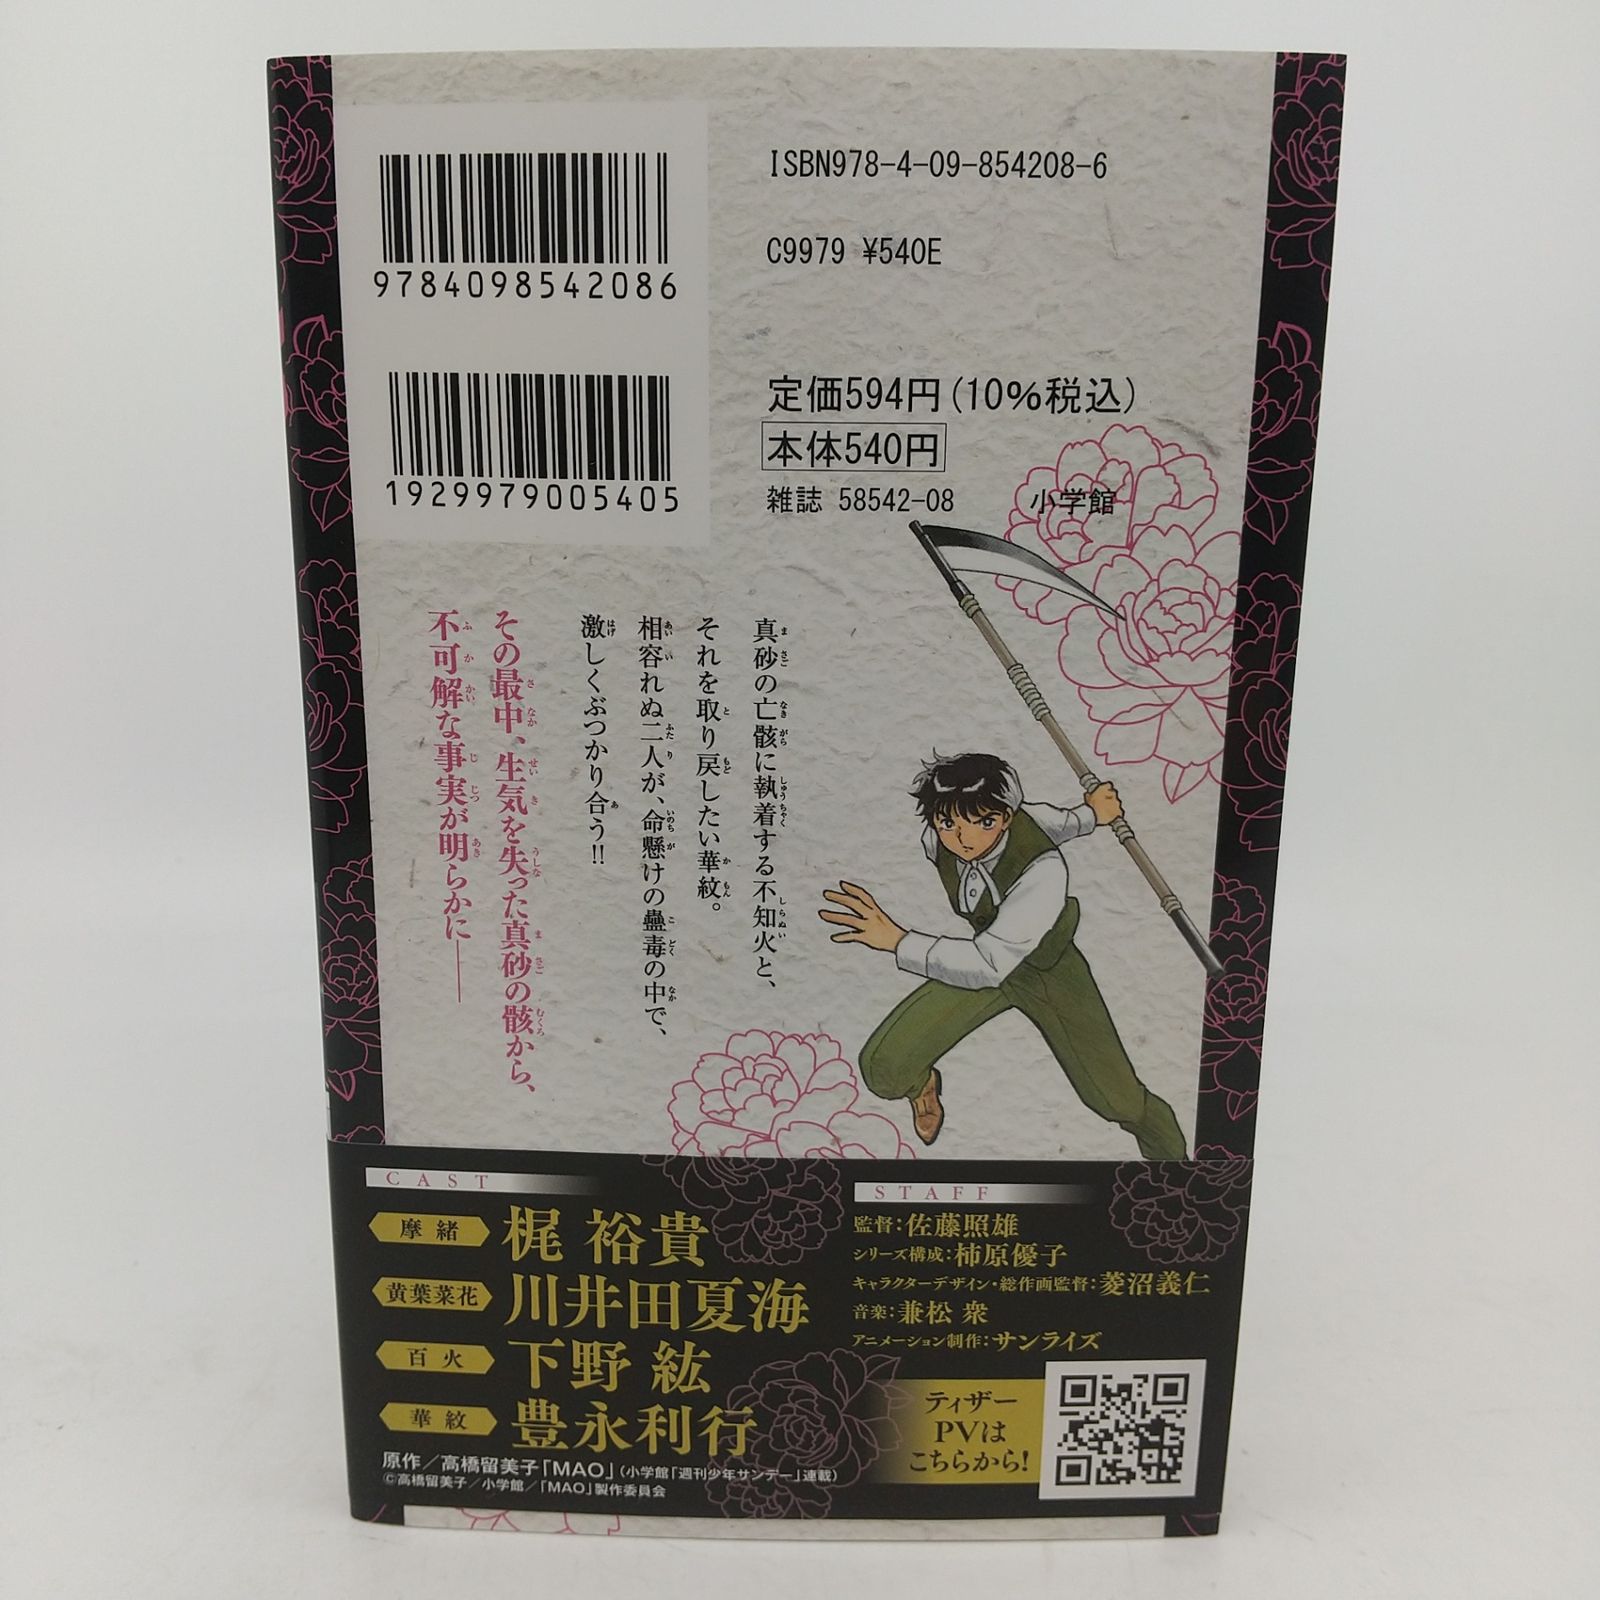 9784098542086
ISBN978-4-09-854208-6
C9979 ¥540E
1929979005405
定価594円(10%税込)
本体540円
雑誌 58542-08
小学館
真砂の亡骸に執着する不知火と、
それを取り戻したい華紋。
相容れぬ二人が、命懸けの蠱毒の中で、
激しくぶつかり合う!!
その最中、生気を失った真砂の骸から、
不可解な事実が明らかに――
CAST
摩緒 梶 裕貴
黄葉菜花 川井田夏海
百火 下野 紘
華紋 豊永利行
STAFF
監督:佐藤照雄
シリーズ構成:柿原優子
キャラクターデザイン・総作画監督:菱沼義仁
音楽:兼松 衆
アニメーション制作:サンライズ
ティザー
PVは
こちらから!
原作/高橋留美子「MAO」(小学館「週刊少年サンデー」連載)
©高橋留美子/小学館/「MAO」製作委員会